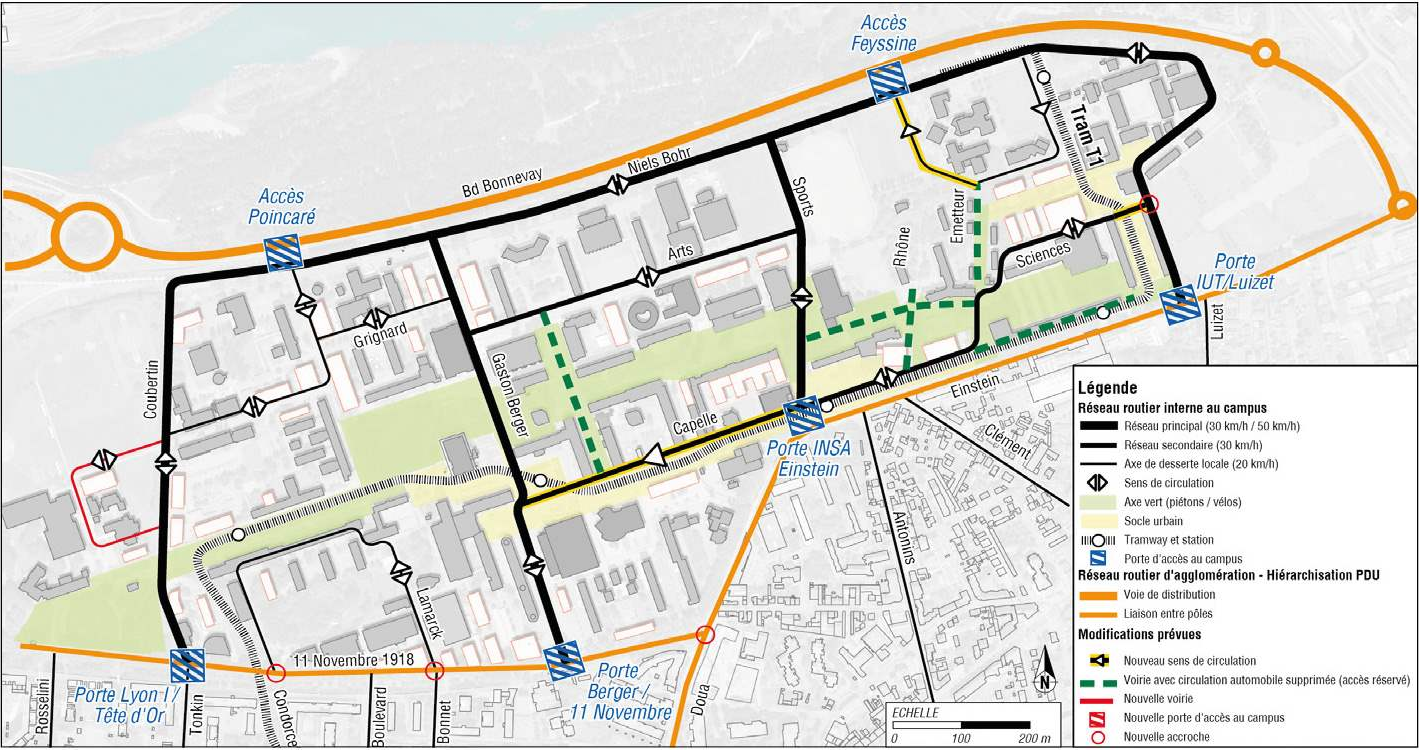 Accès
Feyssine
Tram T1
Niels Bohr
Bd Bonnevay
Accès
Poincaré
Sports
Emetteur
Rhône
Arts
Sciences
Porte
IUT/Luizet
Luizet
Grignard
Coubertin
Gaston Berger
Capelle
Einstein
Porte INSA
Einstein
Clément
Antonins
Lamarck
11 Novembre 1918
Porte Lyon I /
Tête d'Or
Porte
Berger /
11 Novembre
Rosselini
Tonkin
Condorce
Boulevard
Bonnet
Doua
N
ECHELLE
0 100 200 m
Légende
Réseau routier interne au campus
Réseau principal (30 km/h / 50 km/h)
Réseau secondaire (30 km/h)
Axe de desserte locale (20 km/h)
Sens de circulation
Axe vert (piétons / vélos)
Socle urbain
Tramway et station
Porte d'accès au campus
Réseau routier d'agglomération - Hiérarchisation PDU
Voie de distribution
Liaison entre pôles
Modifications prévues
Nouveau sens de circulation
Voirie avec circulation automobile supprimée (accès réservé)
Nouvelle voirie
Nouvelle porte d'accès au campus
Nouvelle accroche